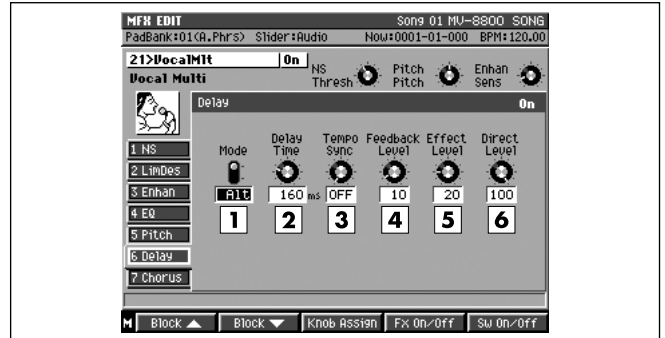 MFX EDIT Song 01 MV-8800 SONG
PadBank:01(A.Phrs) Slider:Audio Now:0001-01-000 BPM:120.00
21>VocalMlt On
Vocal Multi
NS Thresh
Pitch Pitch
Enhan Sens
Delay On
1 NS
2 LimDes
3 Enhan
4 EQ
5 Pitch
6 Delay
7 Chorus
Mode
Delay Time
Tempo Sync
Feedback Level
Effect Level
Direct Level
Alt 160 ms OFF 10 20 100
1 2 3 4 5 6
M Block ▲ Block ▼ Knob Assign FX On/Off SW On/Off